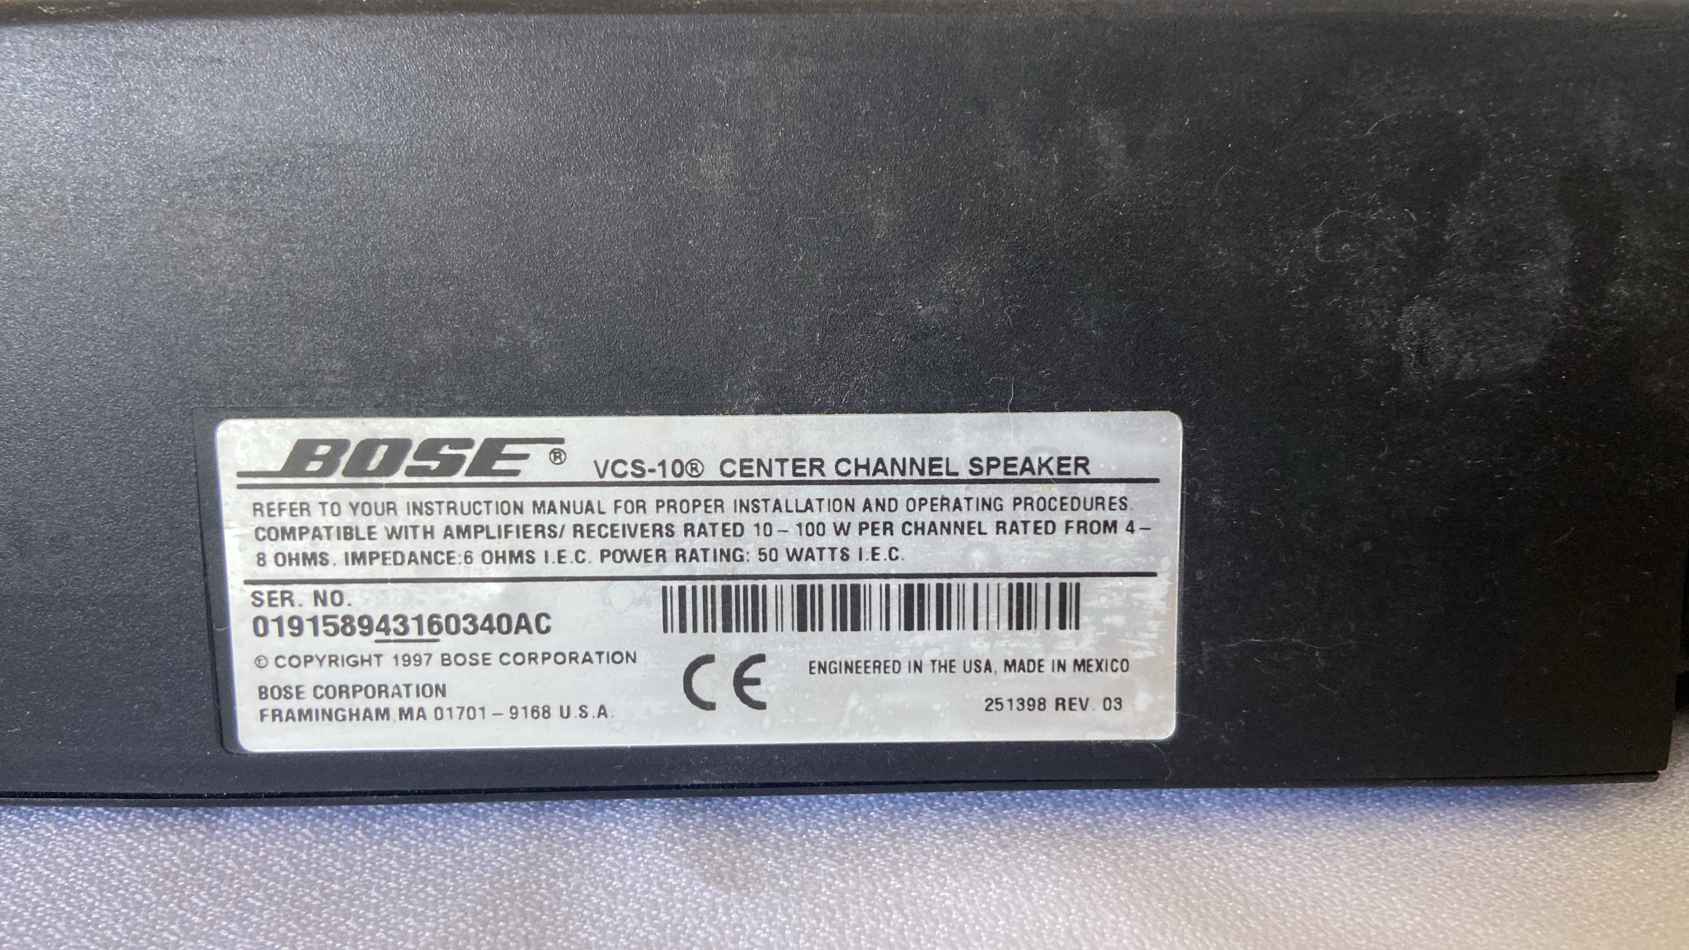 BOSE® VCS-10® CENTER CHANNEL SPEAKER
REFER TO YOUR INSTRUCTION MANUAL FOR PROPER INSTALLATION AND OPERATING PROCEDURES.
COMPATIBLE WITH AMPLIFIERS/ RECEIVERS RATED 10 – 100 W PER CHANNEL RATED FROM 4 –
8 OHMS. IMPEDANCE:6 OHMS I.E.C. POWER RATING: 50 WATTS I.E.C.
SER. NO.
019158943160340AC
© COPYRIGHT 1997 BOSE CORPORATION
BOSE CORPORATION
FRAMINGHAM,MA 01701 – 9168 U.S.A.
CE
ENGINEERED IN THE USA, MADE IN MEXICO
251398 REV. 03